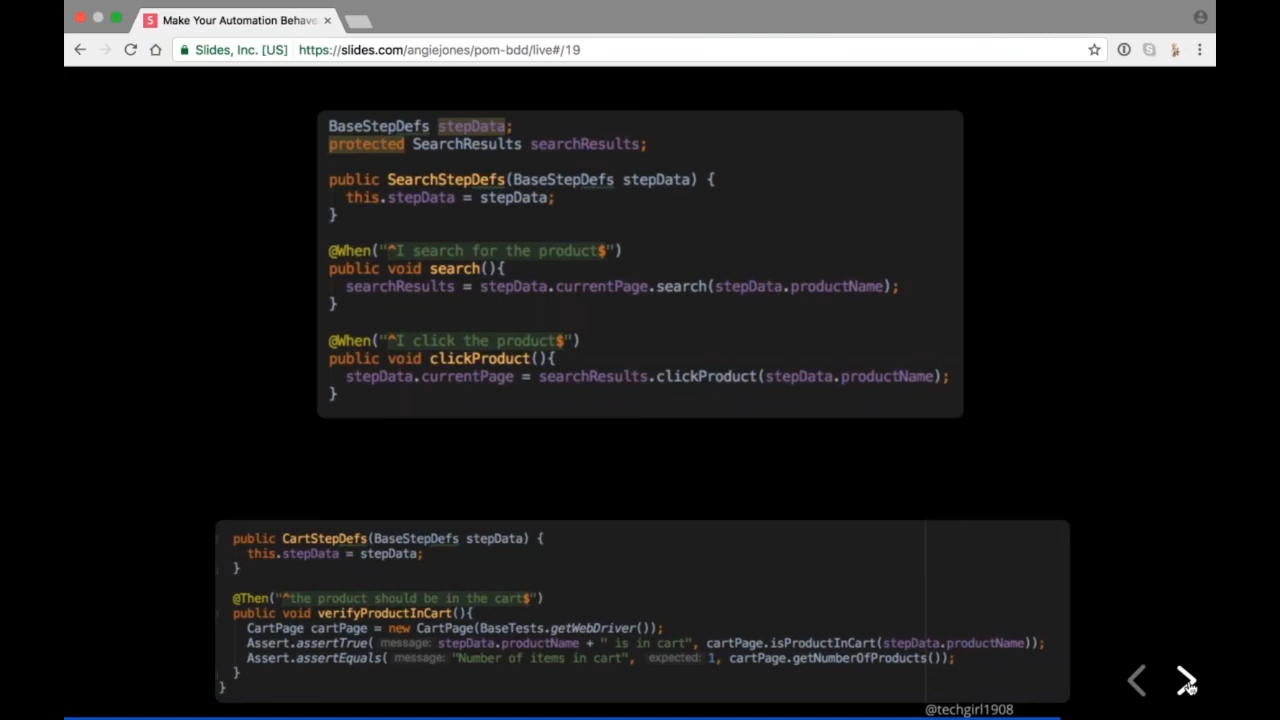 Make Your Automation Behave
Slides, Inc. [US] https://slides.com/angiejones/pom-bdd/live#/19
BaseStepDefs stepData;
protected SearchResults searchResults;
public SearchStepDefs(BaseStepDefs stepData) {
this.stepData = stepData;
}
@When("^I search for the product$")
public void search(){
searchResults = stepData.currentPage.search(stepData.productName);
}
@When("^I click the product$")
public void clickProduct(){
stepData.currentPage = searchResults.clickProduct(stepData.productName);
}
public CartStepDefs(BaseStepDefs stepData) {
this.stepData = stepData;
}
@Then("^the product should be in the cart$")
public void verifyProductInCart(){
CartPage cartPage = new CartPage(BaseTests.getWebDriver());
Assert.assertTrue( message: stepData.productName + " is in cart", cartPage.isProductInCart(stepData.productName));
Assert.assertEquals( message: "Number of items in cart", expected: 1, cartPage.getNumberOfProducts());
}
}
@techgirl1908